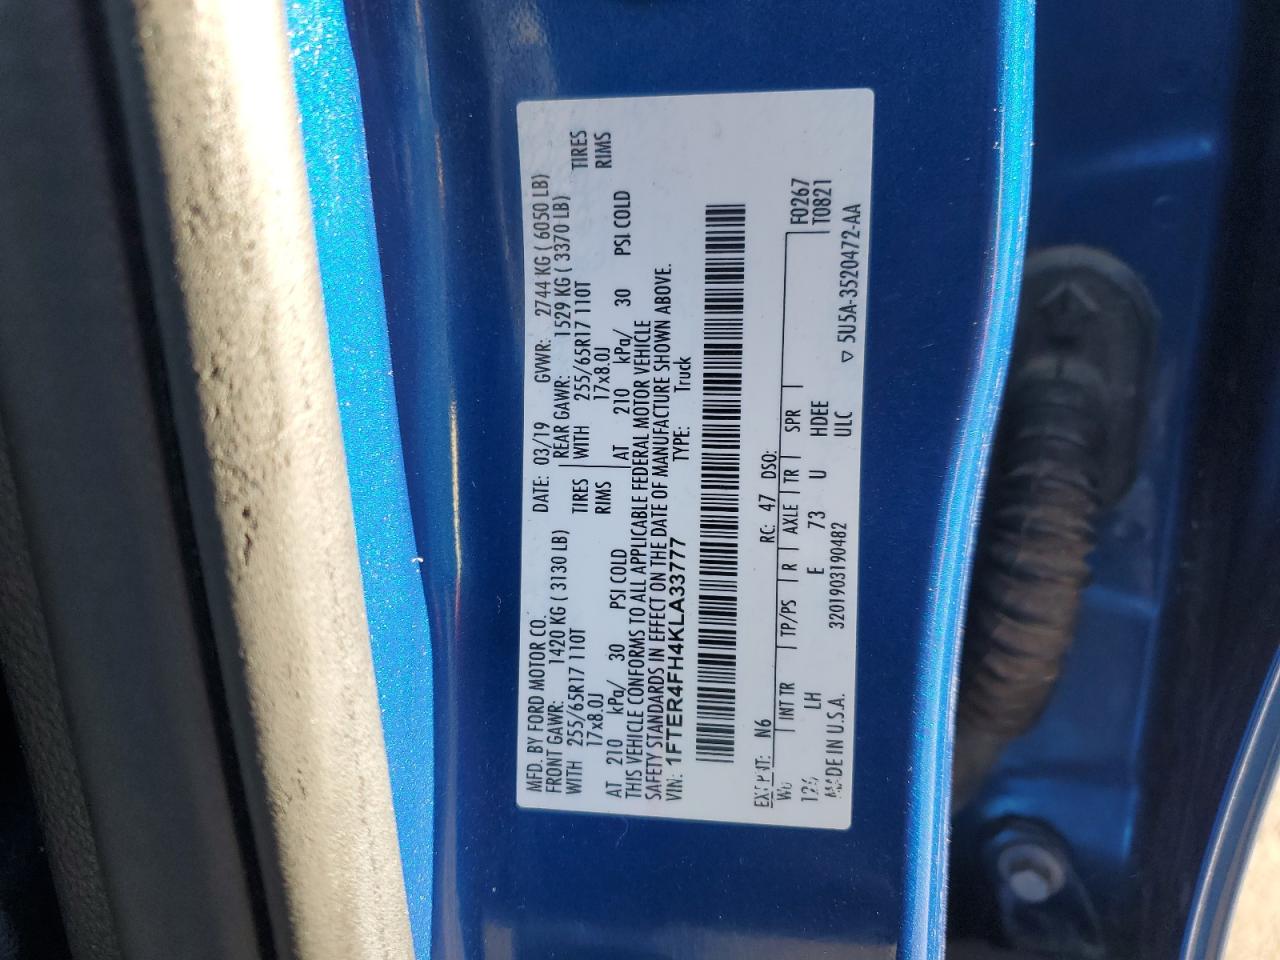 MFD. BY FORD MOTOR CO. DATE: 03/19 GVWR: 2744 KG ( 6050 LB)
FRONT GAWR: 1420 KG ( 3130 LB) REAR GAWR: 1529 KG ( 3370 LB)
WITH 255/65R17 110T TIRES WITH 255/65R17 110T TIRES
17x8.0J RIMS 17x8.0J RIMS
AT 210 kPa/ 30 PSI COLD AT 210 kPa/ 30 PSI COLD
THIS VEHICLE CONFORMS TO ALL APPLICABLE FEDERAL MOTOR VEHICLE
SAFETY STANDARDS IN EFFECT ON THE DATE OF MANUFACTURE SHOWN ABOVE.
VIN: 1FTER4FH4KLA33777 TYPE: Truck
N6 RC: 47 DSO:
INT TR TP/PS R AXLE TR SPR F0267
LH E 73 U HDEE T0821
MADE IN U.S.A. 3201903190482 ULC ▽ 5U5A-3520472-AA